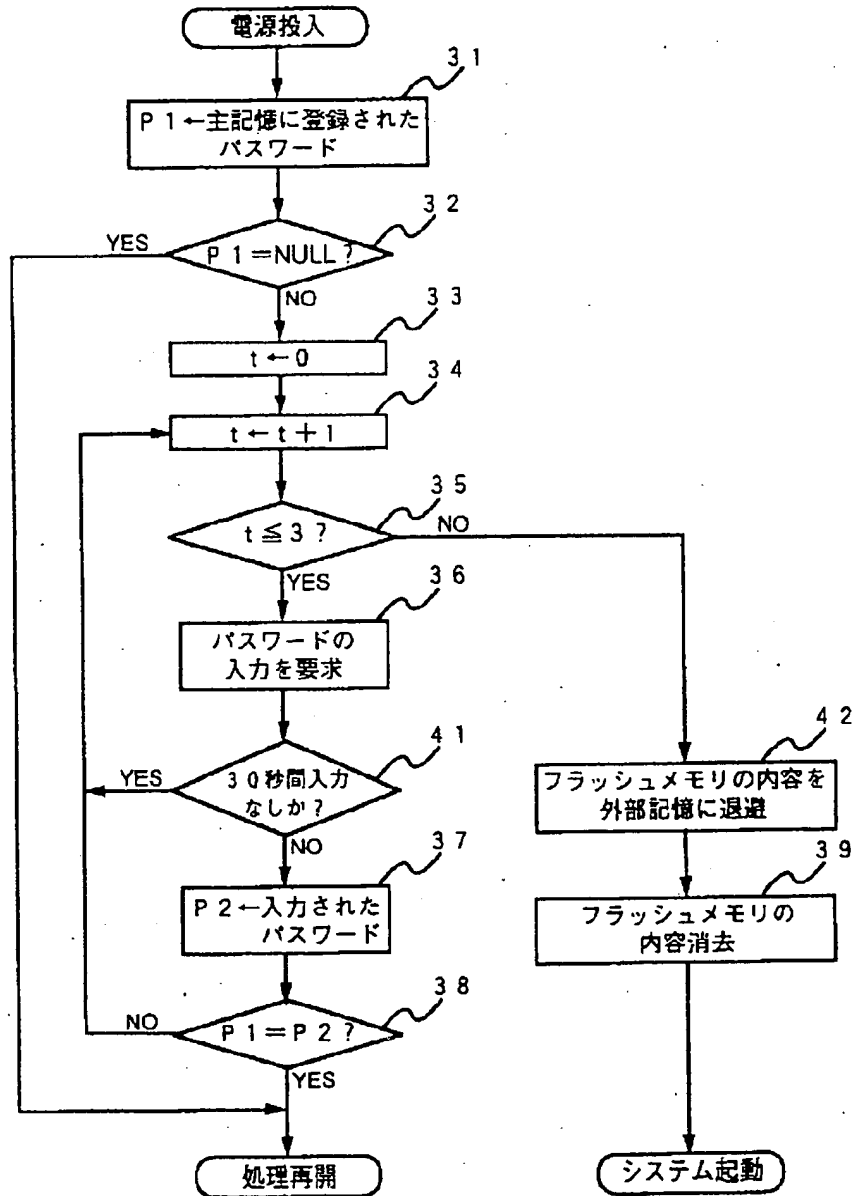 電源投入
31
P1←主記憶に登録された
パスワード
32
P1=NULL?
YES
NO
33
t←0
34
t←t+1
35
t≦3?
NO
YES
36
パスワードの
入力を要求
41
30秒間入力
なしか?
YES
NO
42
フラッシュメモリの内容を
外部記憶に退避
37
P2←入力された
パスワード
39
フラッシュメモリの
内容消去
38
P1=P2?
NO
YES
処理再開
システム起動